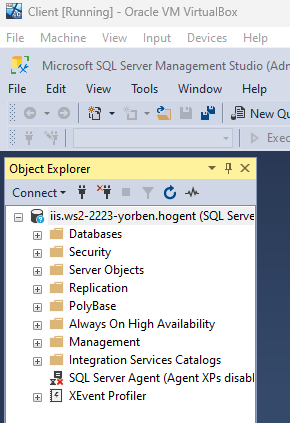 Client [Running] - Oracle VM VirtualBox
File Machine View Input Devices Help
Microsoft SQL Server Management Studio (Adr
File Edit View Tools Window
New Qu
Exec
Object Explorer
Connect
iis.ws2-2223-yorben.hogent (SQL Serve
Databases
Security
Server Objects
Replication
PolyBase
Always On High Availability
Management
Integration Services Catalogs
SQL Server Agent (Agent XPs disabl
XEvent Profiler